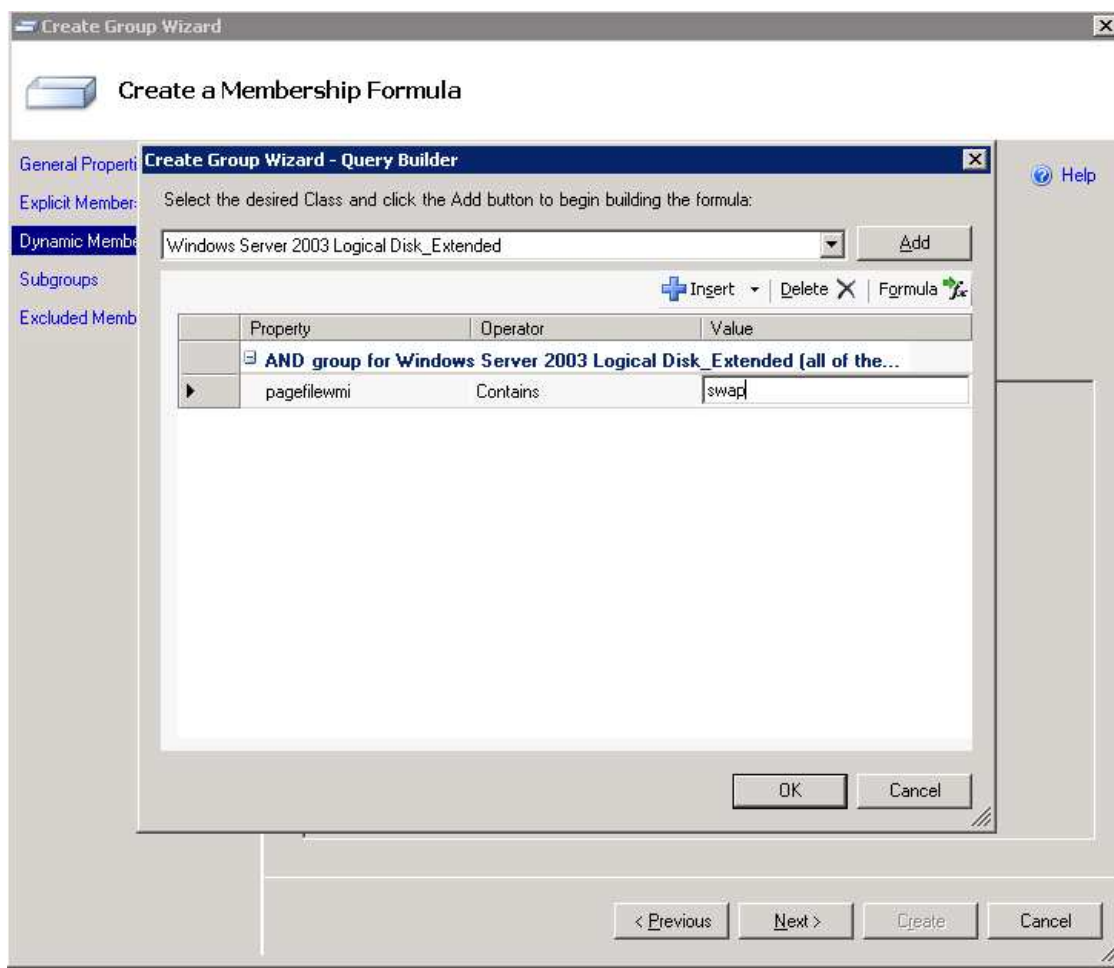 Create Group Wizard
Create a Membership Formula
General Properti
Explicit Member
Dynamic Membe
Subgroups
Excluded Memb
Help
Create Group Wizard - Query Builder
Select the desired Class and click the Add button to begin building the formula:
Windows Server 2003 Logical Disk_Extended
Add
Insert
Delete
Formula
Property Operator Value
AND group for Windows Server 2003 Logical Disk_Extended (all of the...
pagefilewmi Contains swap
OK Cancel
< Previous Next > Create Cancel